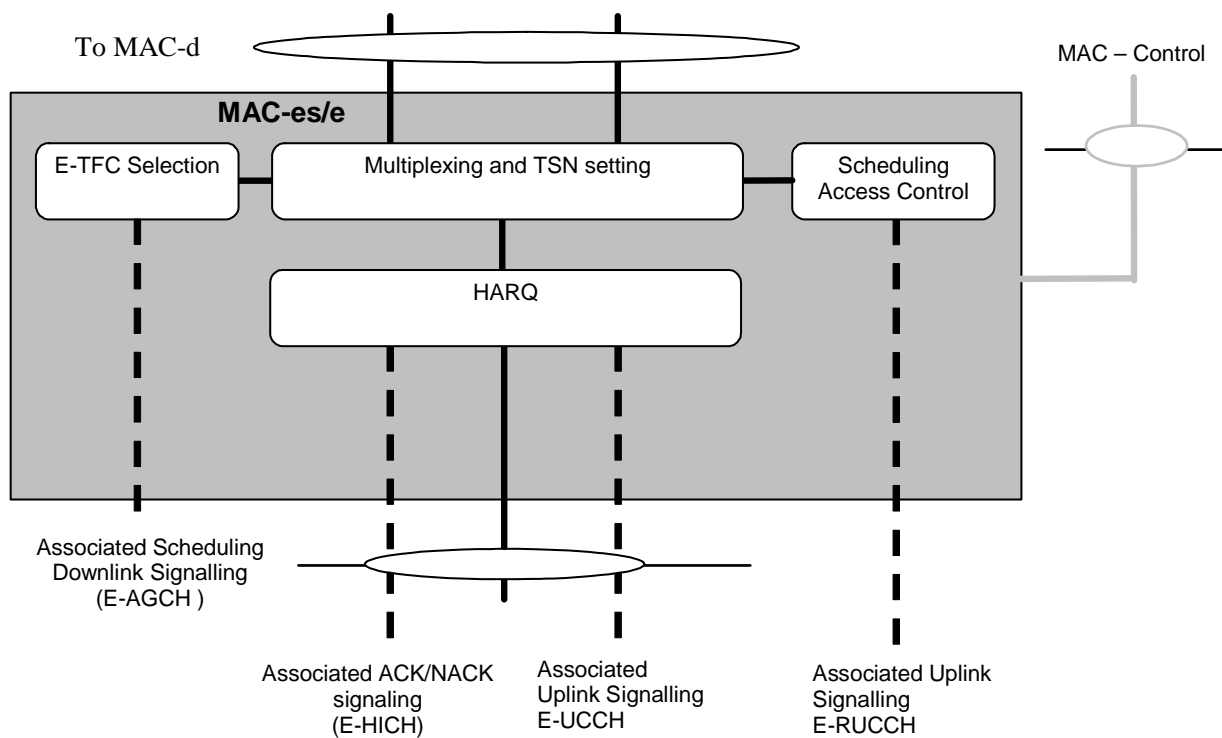 To MAC-d
MAC – Control
MAC-es/e
E-TFC Selection
Multiplexing and TSN setting
Scheduling
Access Control
HARQ
Associated Scheduling
Downlink Signalling
(E-AGCH )
Associated ACK/NACK
signaling
(E-HICH)
Associated
Uplink Signalling
E-UCCH
Associated Uplink
Signalling
E-RUCCH